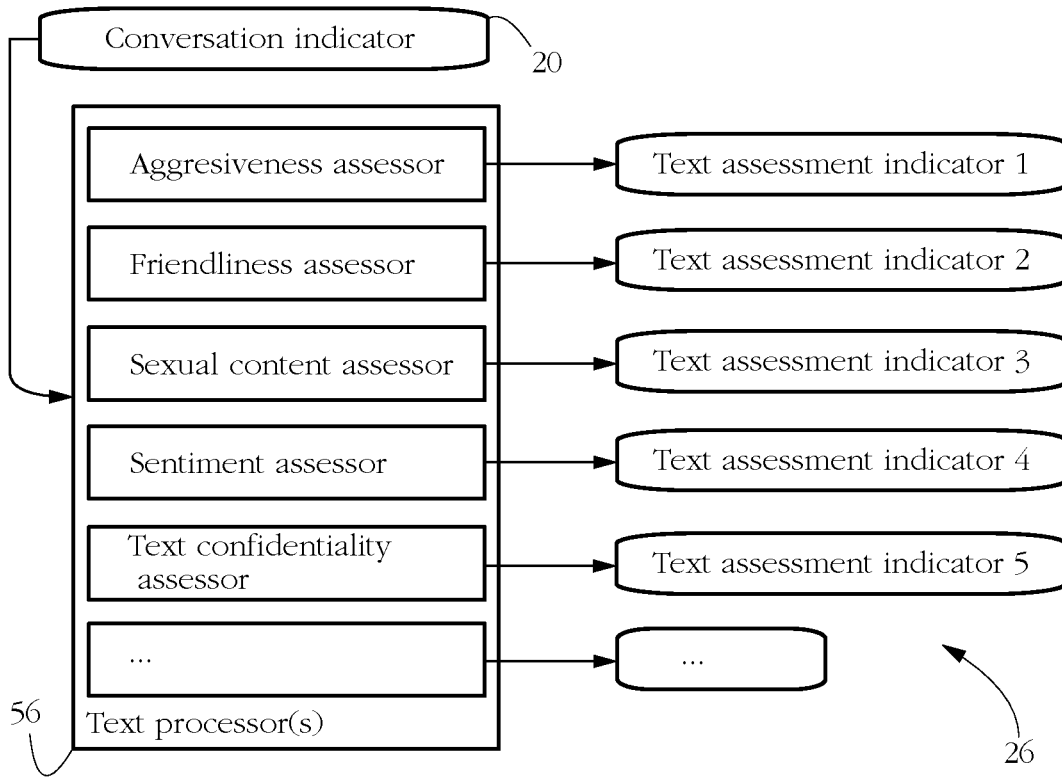 Conversation indicator
20
Aggresiveness assessor
Text assessment indicator 1
Friendliness assessor
Text assessment indicator 2
Sexual content assessor
Text assessment indicator 3
Sentiment assessor
Text assessment indicator 4
Text confidentiality
assessor
Text assessment indicator 5
...
...
56
Text processor(s)
26